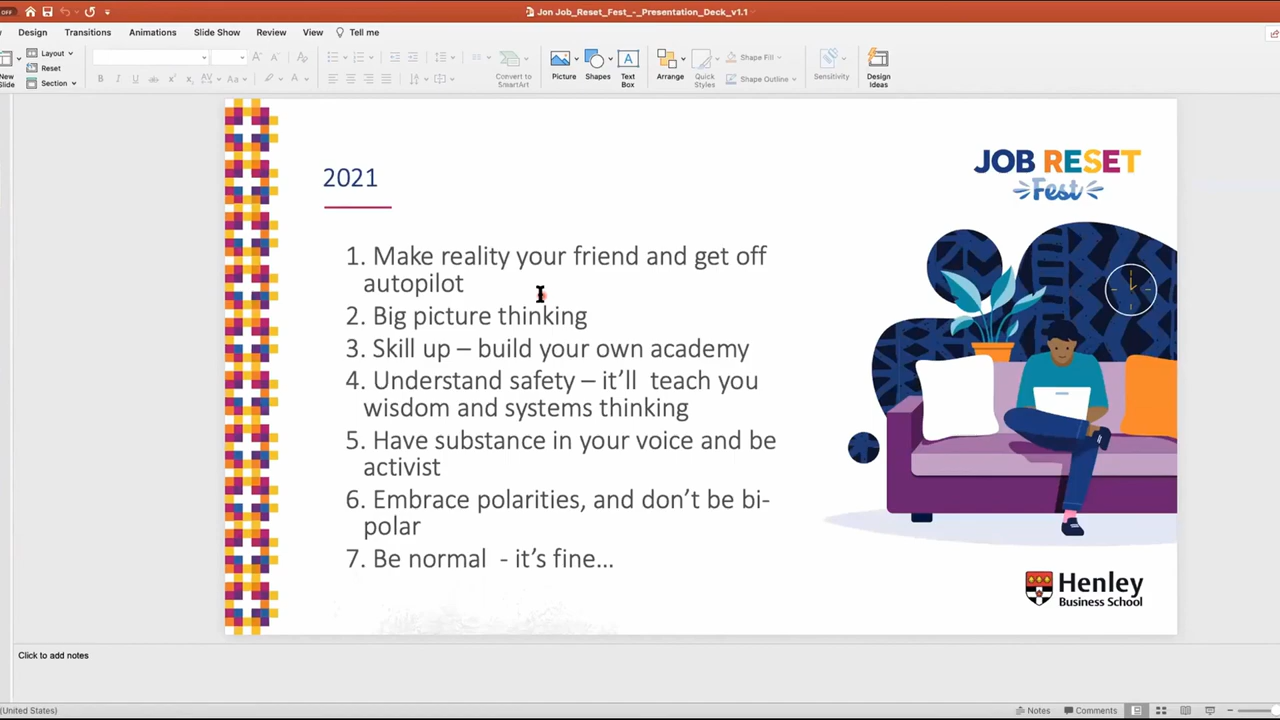 OFF
Jon Job_Reset_Fest_-_Presentation_Deck_v1.1
Design Transitions Animations Slide Show Review View Tell me
New Slide
Layout
Reset
Section
Convert to SmartArt
Picture
Shapes
Text Box
Arrange
Quick Styles
Shape Fill
Shape Outline
Sensitivity
Design Ideas
2021
JOB RESET
Fest
1. Make reality your friend and get off
autopilot
2. Big picture thinking
3. Skill up – build your own academy
4. Understand safety – it’ll  teach you
wisdom and systems thinking
5. Have substance in your voice and be
activist
6. Embrace polarities, and don’t be bi-
polar
7. Be normal  - it’s fine…
Henley
Business School
Click to add notes
(United States)
Notes Comments